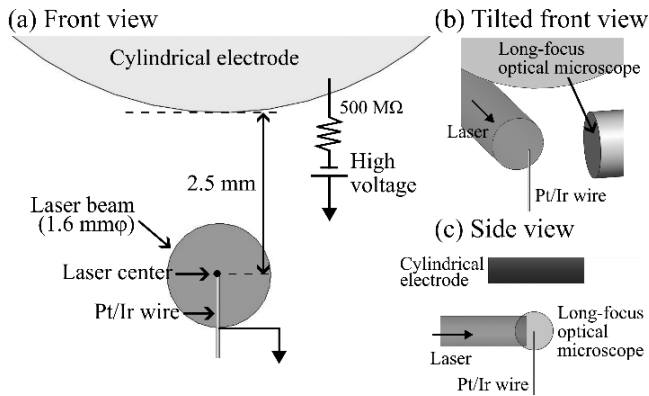 (a) Front view
Cylindrical electrode
500 MΩ
High
voltage
2.5 mm
Laser beam
(1.6 mmφ)
Laser center
Pt/Ir wire
(b) Tilted front view
Long-focus
optical microscope
Laser
Pt/Ir wire
(c) Side view
Cylindrical
electrode
Long-focus
optical
microscope
Laser
Pt/Ir wire